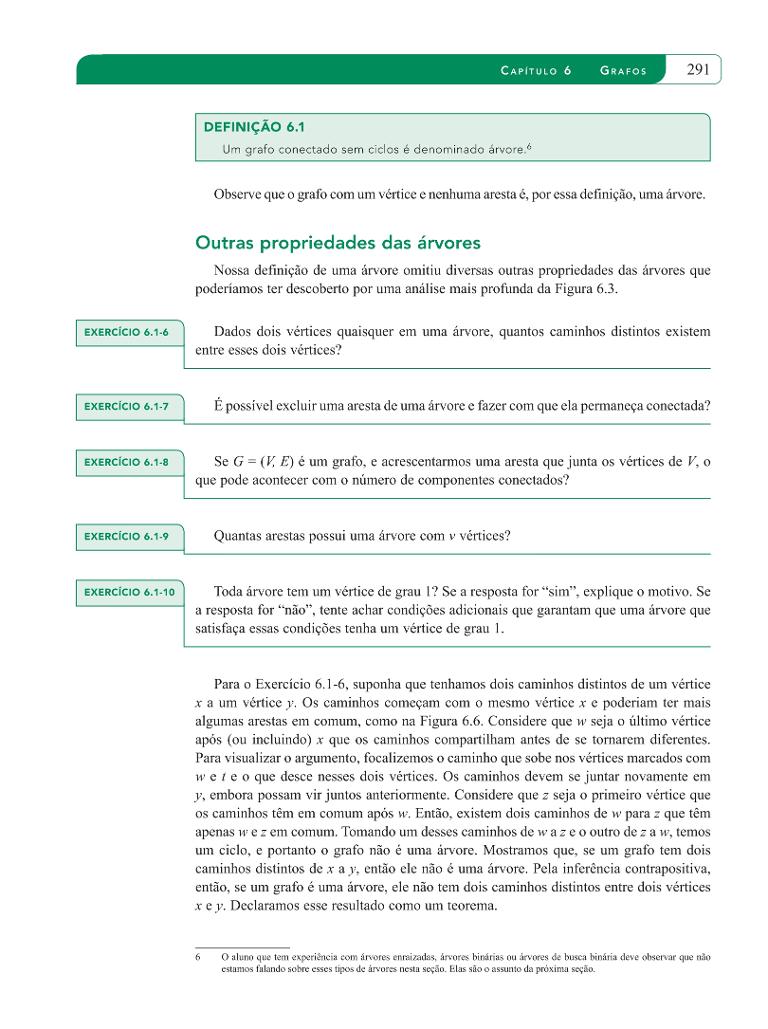 CAPÍTULO 6 GRAFOS 291
DEFINIÇÃO 6.1
Um grafo conectado sem ciclos é denominado árvore.6
Observe que o grafo com um vértice e nenhuma aresta é, por essa definição, uma árvore.
Outras propriedades das árvores
Nossa definição de uma árvore omitiu diversas outras propriedades das árvores que
poderíamos ter descoberto por uma análise mais profunda da Figura 6.3.
EXERCÍCIO 6.1-6
Dados dois vértices quaisquer em uma árvore, quantos caminhos distintos existem
entre esses dois vértices?
EXERCÍCIO 6.1-7
É possível excluir uma aresta de uma árvore e fazer com que ela permaneça conectada?
EXERCÍCIO 6.1-8
Se G = (V, E) é um grafo, e acrescentarmos uma aresta que junta os vértices de V, o
que pode acontecer com o número de componentes conectados?
EXERCÍCIO 6.1-9
Quantas arestas possui uma árvore com v vértices?
EXERCÍCIO 6.1-10
Toda árvore tem um vértice de grau 1? Se a resposta for “sim”, explique o motivo. Se
a resposta for “não”, tente achar condições adicionais que garantam que uma árvore que
satisfaça essas condições tenha um vértice de grau 1.
Para o Exercício 6.1-6, suponha que tenhamos dois caminhos distintos de um vértice
x a um vértice y. Os caminhos começam com o mesmo vértice x e poderiam ter mais
algumas arestas em comum, como na Figura 6.6. Considere que w seja o último vértice
após (ou incluindo) x que os caminhos compartilham antes de se tornarem diferentes.
Para visualizar o argumento, focalizemos o caminho que sobe nos vértices marcados com
w e t e o que desce nesses dois vértices. Os caminhos devem se juntar novamente em
y, embora possam vir juntos anteriormente. Considere que z seja o primeiro vértice que
os caminhos têm em comum após w. Então, existem dois caminhos de w para z que têm
apenas w e z em comum. Tomando um desses caminhos de w a z e o outro de z a w, temos
um ciclo, e portanto o grafo não é uma árvore. Mostramos que, se um grafo tem dois
caminhos distintos de x a y, então ele não é uma árvore. Pela inferência contrapositiva,
então, se um grafo é uma árvore, ele não tem dois caminhos distintos entre dois vértices
x e y. Declaramos esse resultado como um teorema.
6 O aluno que tem experiência com árvores enraizadas, árvores binárias ou árvores de busca binária deve observar que não
estamos falando sobre esses tipos de árvores nesta seção. Elas são o assunto da próxima seção.